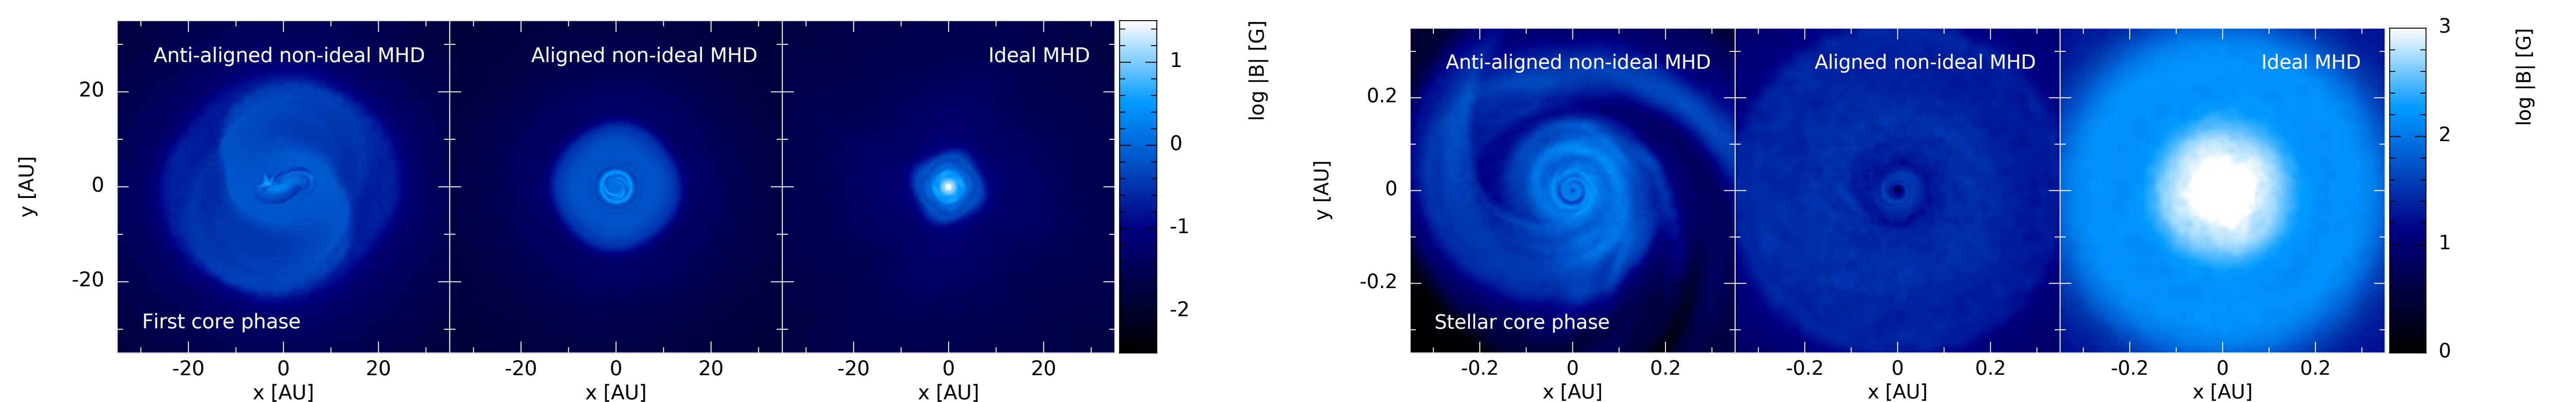 Anti-aligned non-ideal MHD
Aligned non-ideal MHD
Ideal MHD
First core phase
20
0
-20
y [AU]
-20 0 20
-20 0 20
-20 0 20
x [AU]
x [AU]
x [AU]
1
0
-1
-2
log |B| [G]
Anti-aligned non-ideal MHD
Aligned non-ideal MHD
Ideal MHD
Stellar core phase
0.2
0
-0.2
y [AU]
-0.2 0 0.2
-0.2 0 0.2
-0.2 0 0.2
x [AU]
x [AU]
x [AU]
3
2
1
0
log |B| [G]